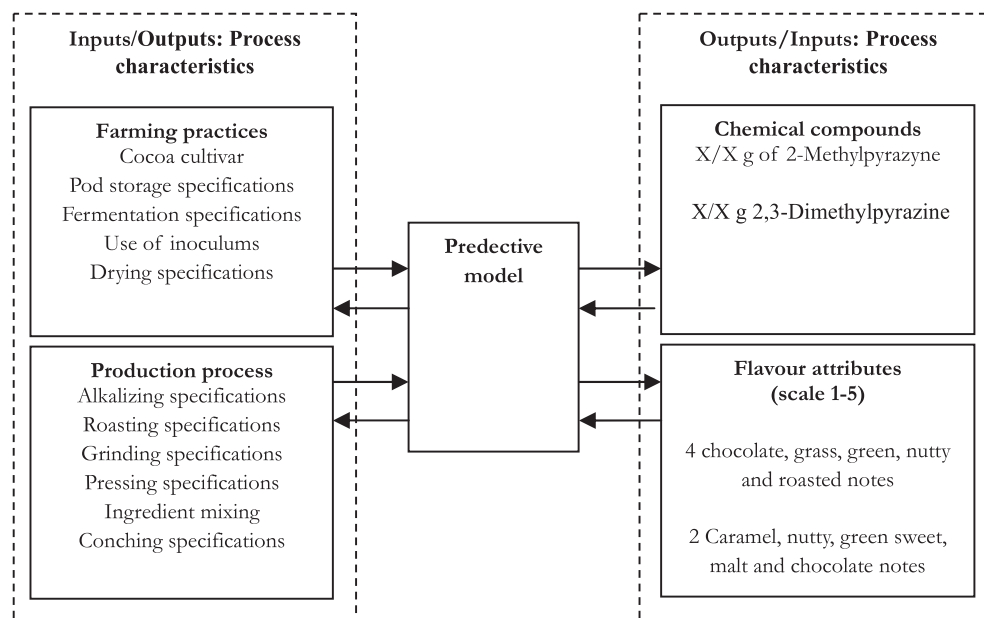 Inputs/Outputs: Process
characteristics
Farming practices
Cocoa cultivar
Pod storage specifications
Fermentation specifications
Use of inoculums
Drying specifications
Production process
Alkalizing specifications
Roasting specifications
Grinding specifications
Pressing specifications
Ingredient mixing
Conching specifications
Predective
model
Outputs/Inputs: Process
characteristics
Chemical compounds
X/X g of 2-Methylpyrazyne
X/X g 2,3-Dimethylpyrazine
Flavour attributes
(scale 1-5)
4 chocolate, grass, green, nutty
and roasted notes
2 Caramel, nutty, green sweet,
malt and chocolate notes